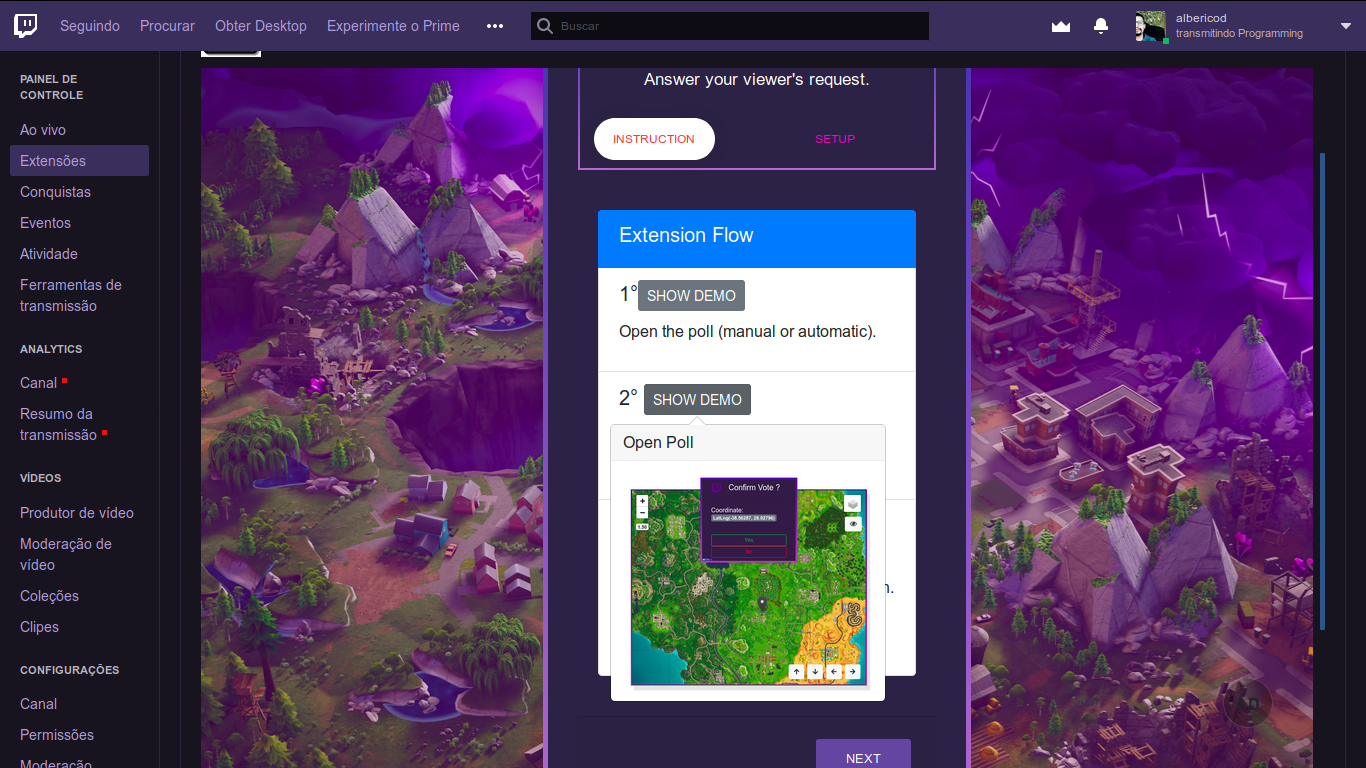 Seguindo
Procurar
Obter Desktop
Experimente o Prime
Buscar
albericod
transmitindo Programming
PAINEL DE
CONTROLE
Ao vivo
Extensões
Conquistas
Eventos
Atividade
Ferramentas de
transmissão
ANALYTICS
Canal
Resumo da
transmissão
VÍDEOS
Produtor de vídeo
Moderação de
vídeo
Coleções
Clipes
CONFIGURAÇÕES
Canal
Permissões
Moderação
Answer your viewer's request.
INSTRUCTION
SETUP
Extension Flow
1° SHOW DEMO
Open the poll (manual or automatic).
2° SHOW DEMO
Open Poll
Confirm Vote ?
Coordinate:
Yes
No
n.
NEXT